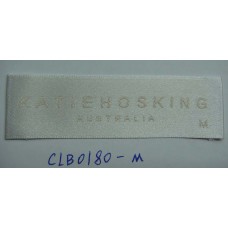 KATIEHOSKING
AUSTRALIA
M
CLB0180-M